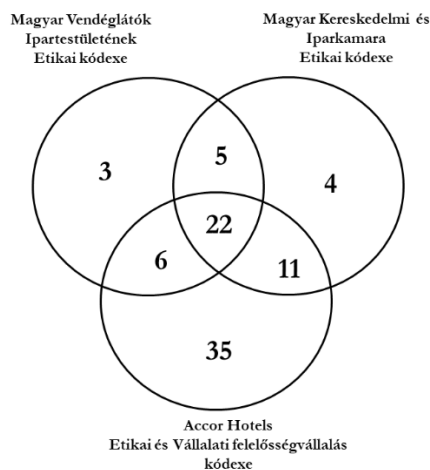 Magyar Vendéglátók
Ipartestületének
Etikai kódexe
Magyar Kereskedelmi és
Iparkamara
Etikai kódexe
3
5
4
22
6
11
35
Accor Hotels
Etikai és Vállalati felelősségvállalás
kódexe